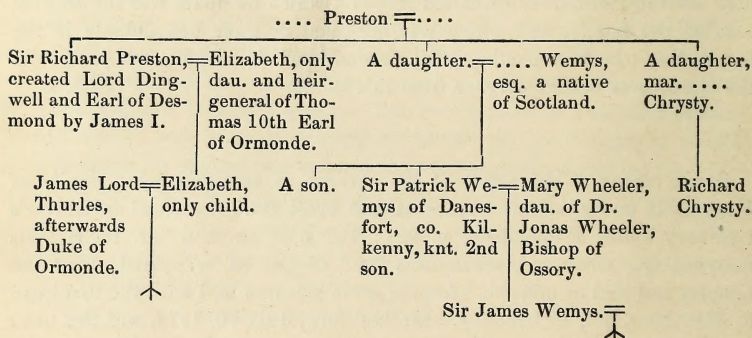 .... Preston ....
Sir Richard Preston,
created Lord Ding-
well and Earl of Des-
mond by James I.
Elizabeth, only
dau. and heir-
general of Tho-
mas 10th Earl
of Ormonde.
A daughter.
.... Wemys,
esq. a native
of Scotland.
A daughter,
mar. ....
Chrysty.
James Lord
Thurles,
afterwards
Duke of
Ormonde.
Elizabeth,
only child.
A son.
Sir Patrick We-
mys of Danes-
fort, co. Kil-
kenny, knt. 2nd
son.
Mary Wheeler,
dau. of Dr.
Jonas Wheeler,
Bishop of
Ossory.
Richard
Chrysty.
Sir James Wemys.